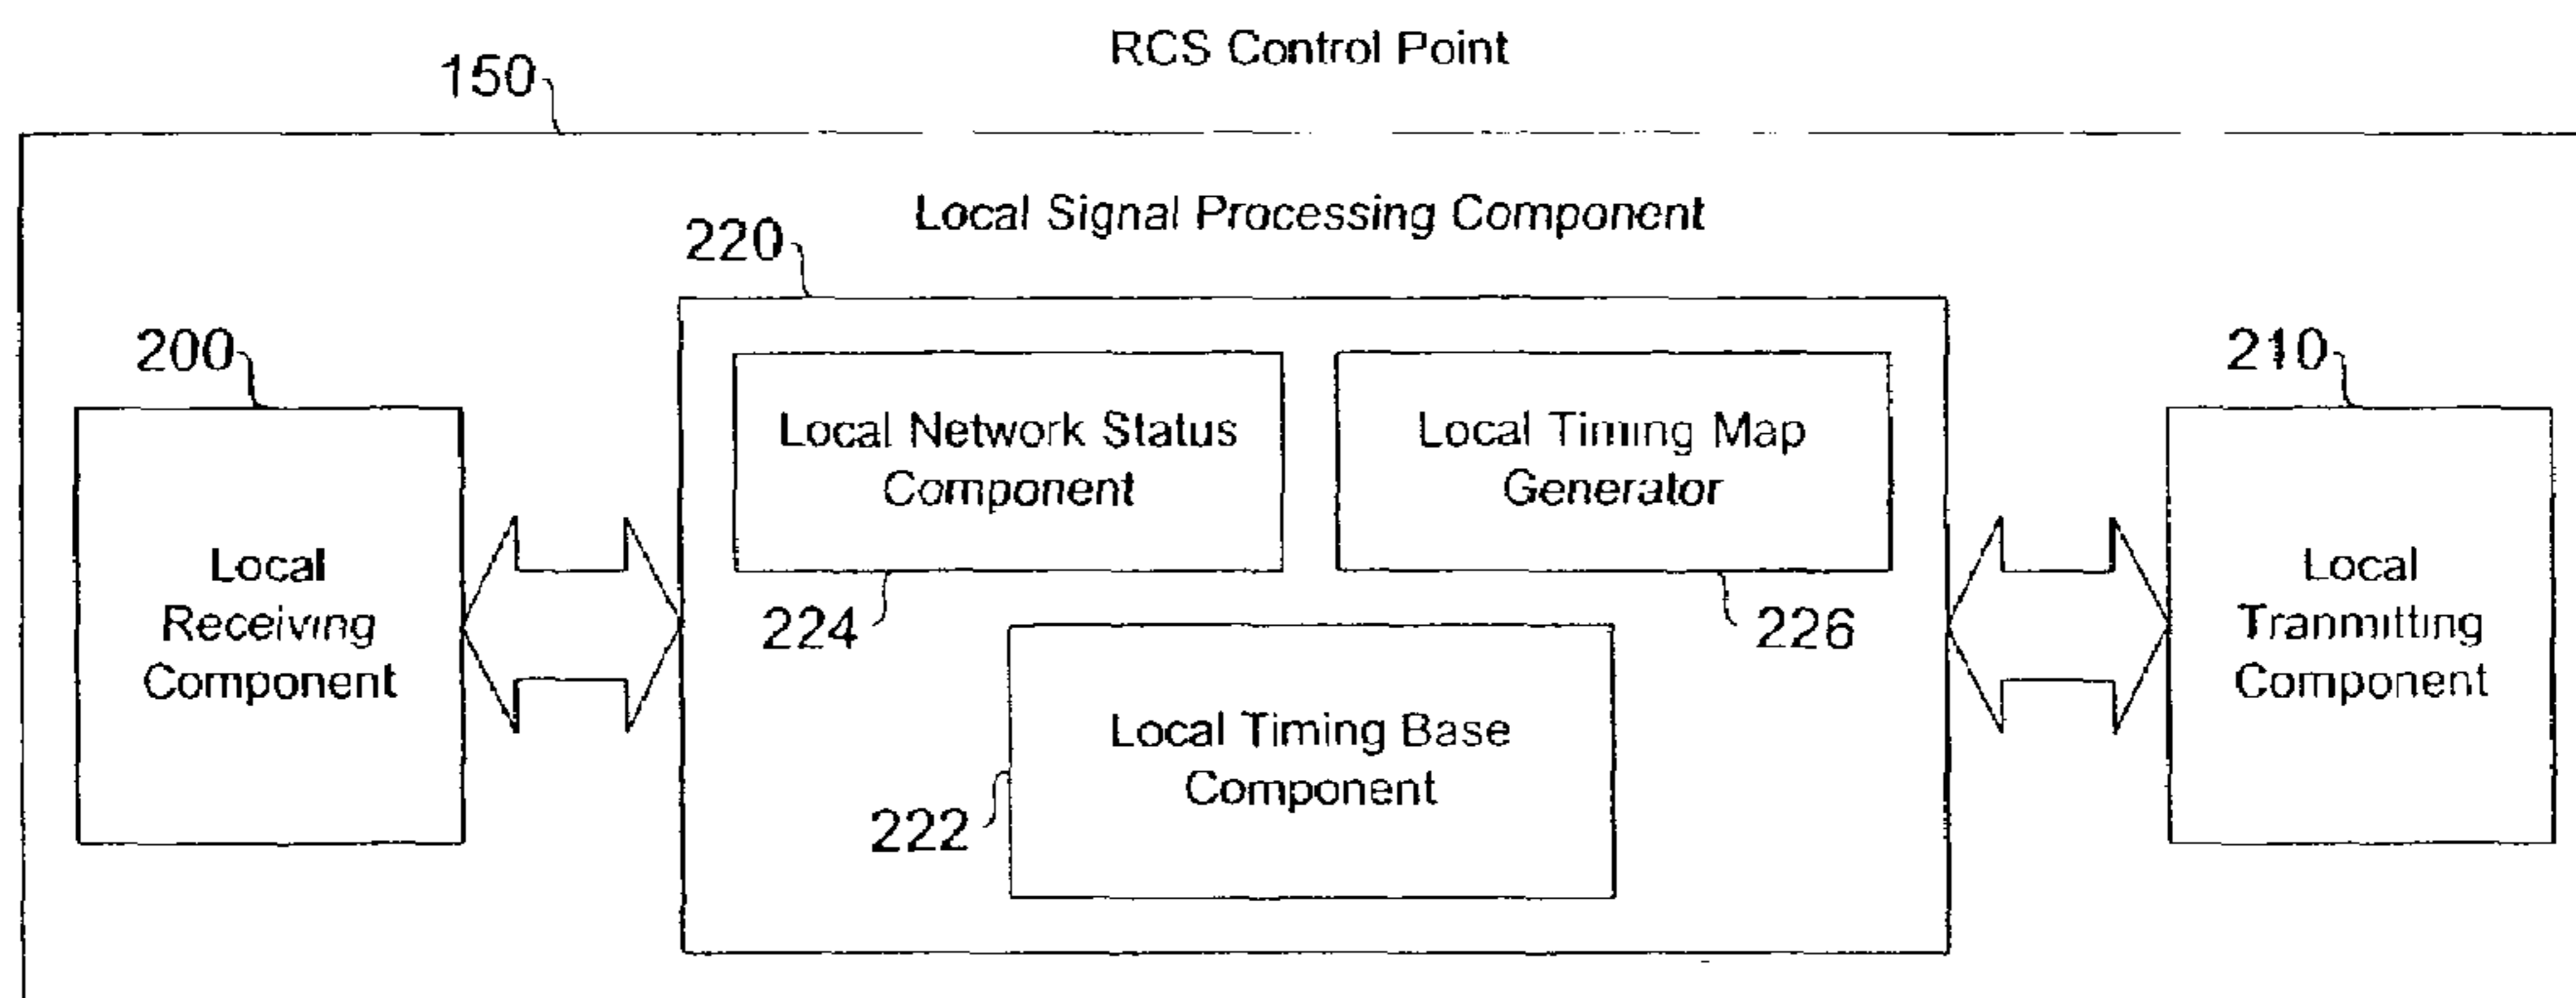 RCS Control Point
150
Local Signal Processing Component
220
200
210
Local Network Status
Component
Local Timing Map
Generator
224
226
Local
Receiving
Component
Local Timing Base
Component
222
Local
Tranmitting
Component